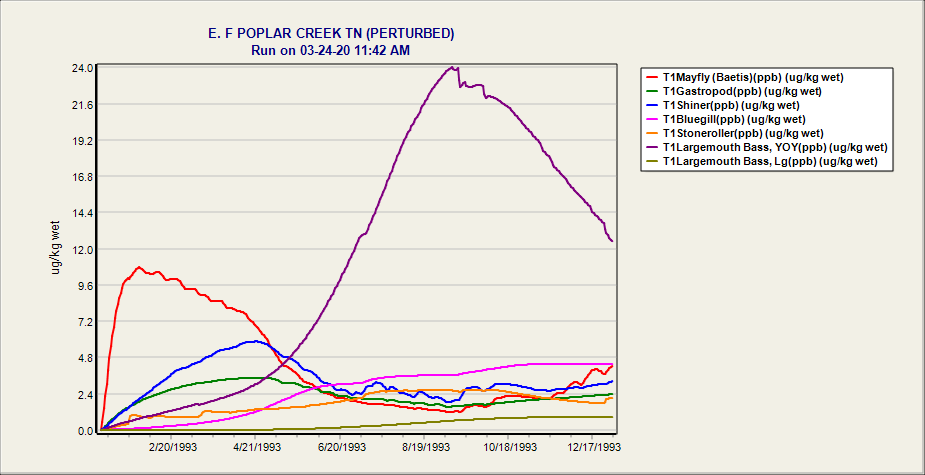 E. F POPLAR CREEK TN (PERTURBED)
Run on 03-24-20 11:42 AM
24.0
21.6
19.2
16.8
14.4
12.0
9.6
7.2
4.8
2.4
0.0
ug/kg wet
2/20/1993 4/21/1993 6/20/1993 8/19/1993 10/18/1993 12/17/1993
T1Mayfly (Baetis)(ppb) (ug/kg wet)
T1Gastropod(ppb) (ug/kg wet)
T1Shiner(ppb) (ug/kg wet)
T1Bluegill(ppb) (ug/kg wet)
T1Stoneroller(ppb) (ug/kg wet)
T1Largemouth Bass, YOY(ppb) (ug/kg wet)
T1Largemouth Bass, Lg(ppb) (ug/kg wet)